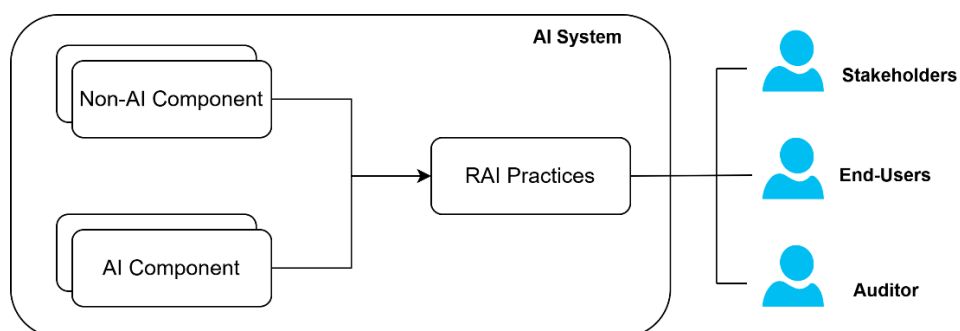 AI System
Non-AI Component
RAI Practices
AI Component
Stakeholders
End-Users
Auditor